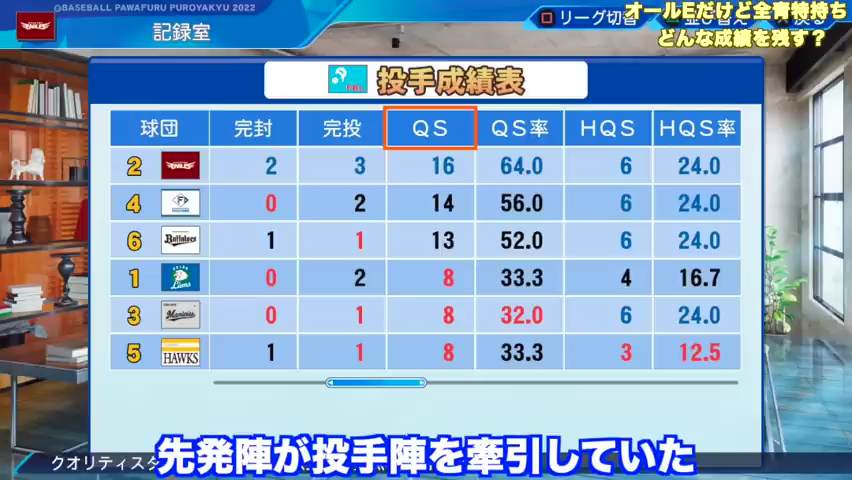 ©BASEBALL PAWAFURU PUROYAKYU 2022
記録室
リーグ切替
オールEだけど全青特持ち
どんな成績を残す？
投手成績表
球団 完封 完投 QS QS率 HQS HQS率
2 EAGLES 2 3 16 64.0 6 24.0
4 F 0 2 14 56.0 6 24.0
6 Buffaloes 1 1 13 52.0 6 24.0
1 Lions 0 2 8 33.3 4 16.7
3 Marines 0 1 8 32.0 6 24.0
5 HAWKS 1 1 8 33.3 3 12.5
クオリティスタ
先発陣が投手陣を牽引していた